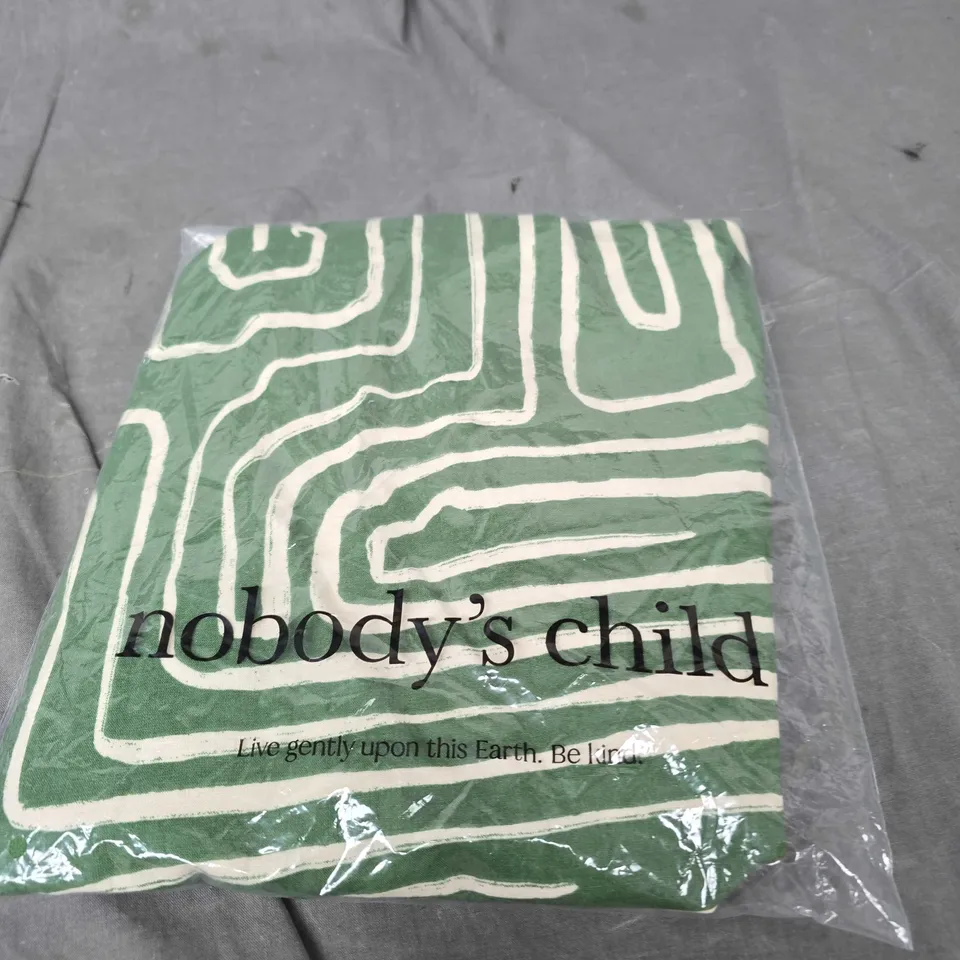 nobody's child
Live gently upon this Earth. Be kind.